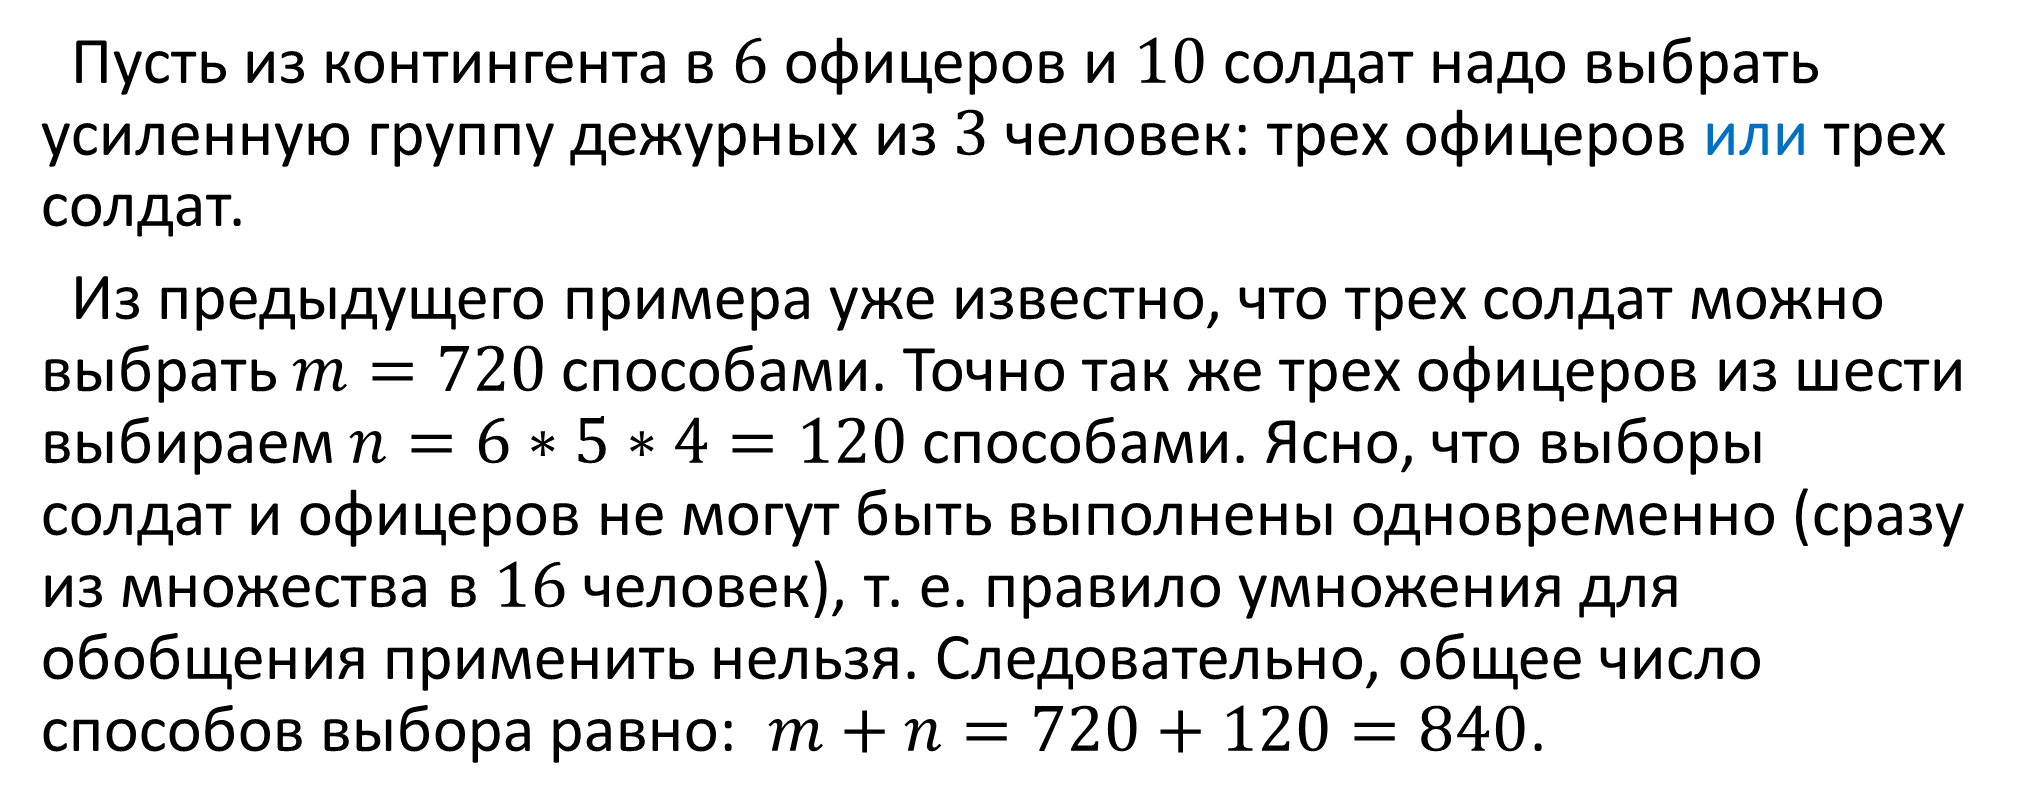 Пусть из контингента в 6 офицеров и 10 солдат надо выбрать
усиленную группу дежурных из 3 человек: трех офицеров или трех
солдат.
Из предыдущего примера уже известно, что трех солдат можно
выбрать m = 720 способами. Точно так же трех офицеров из шести
выбираем n = 6 ∗ 5 ∗ 4 = 120 способами. Ясно, что выборы
солдат и офицеров не могут быть выполнены одновременно (сразу
из множества в 16 человек), т. е. правило умножения для
обобщения применить нельзя. Следовательно, общее число
способов выбора равно: m + n = 720 + 120 = 840.